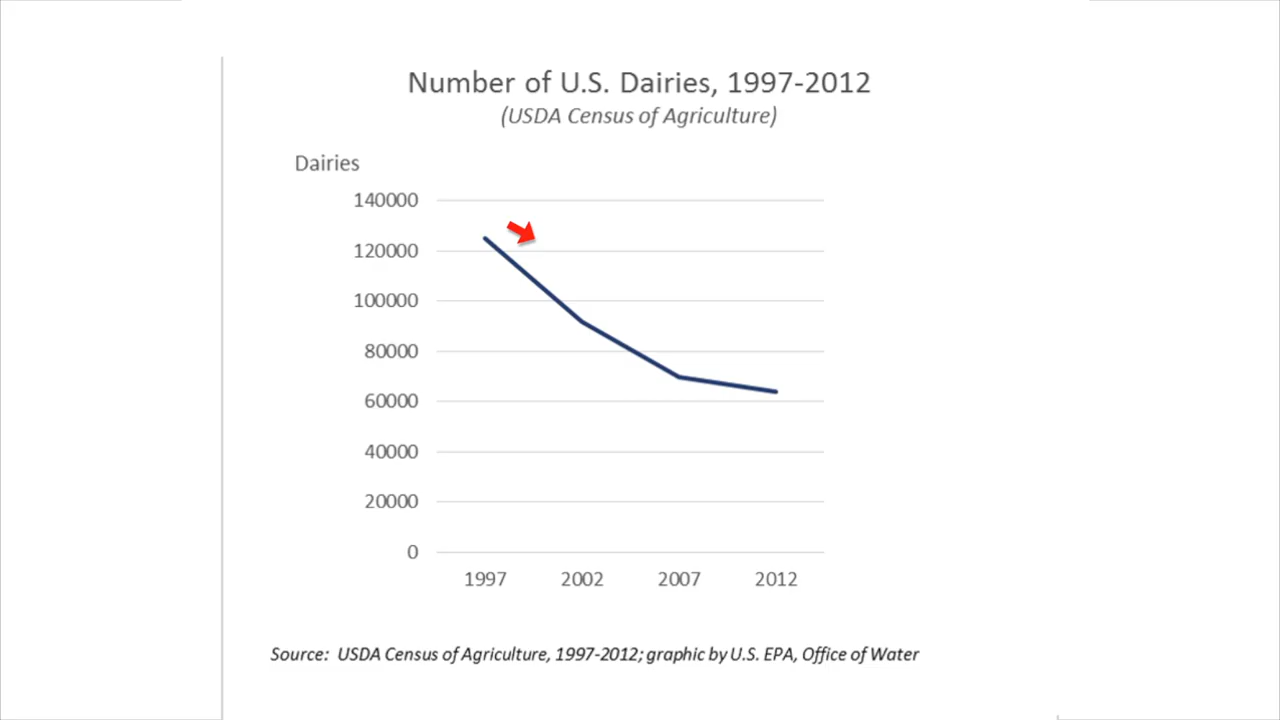 Number of U.S. Dairies, 1997-2012
(USDA Census of Agriculture)
Dairies
140000
120000
100000
80000
60000
40000
20000
0
1997 2002 2007 2012
Source: USDA Census of Agriculture, 1997-2012; graphic by U.S. EPA, Office of Water